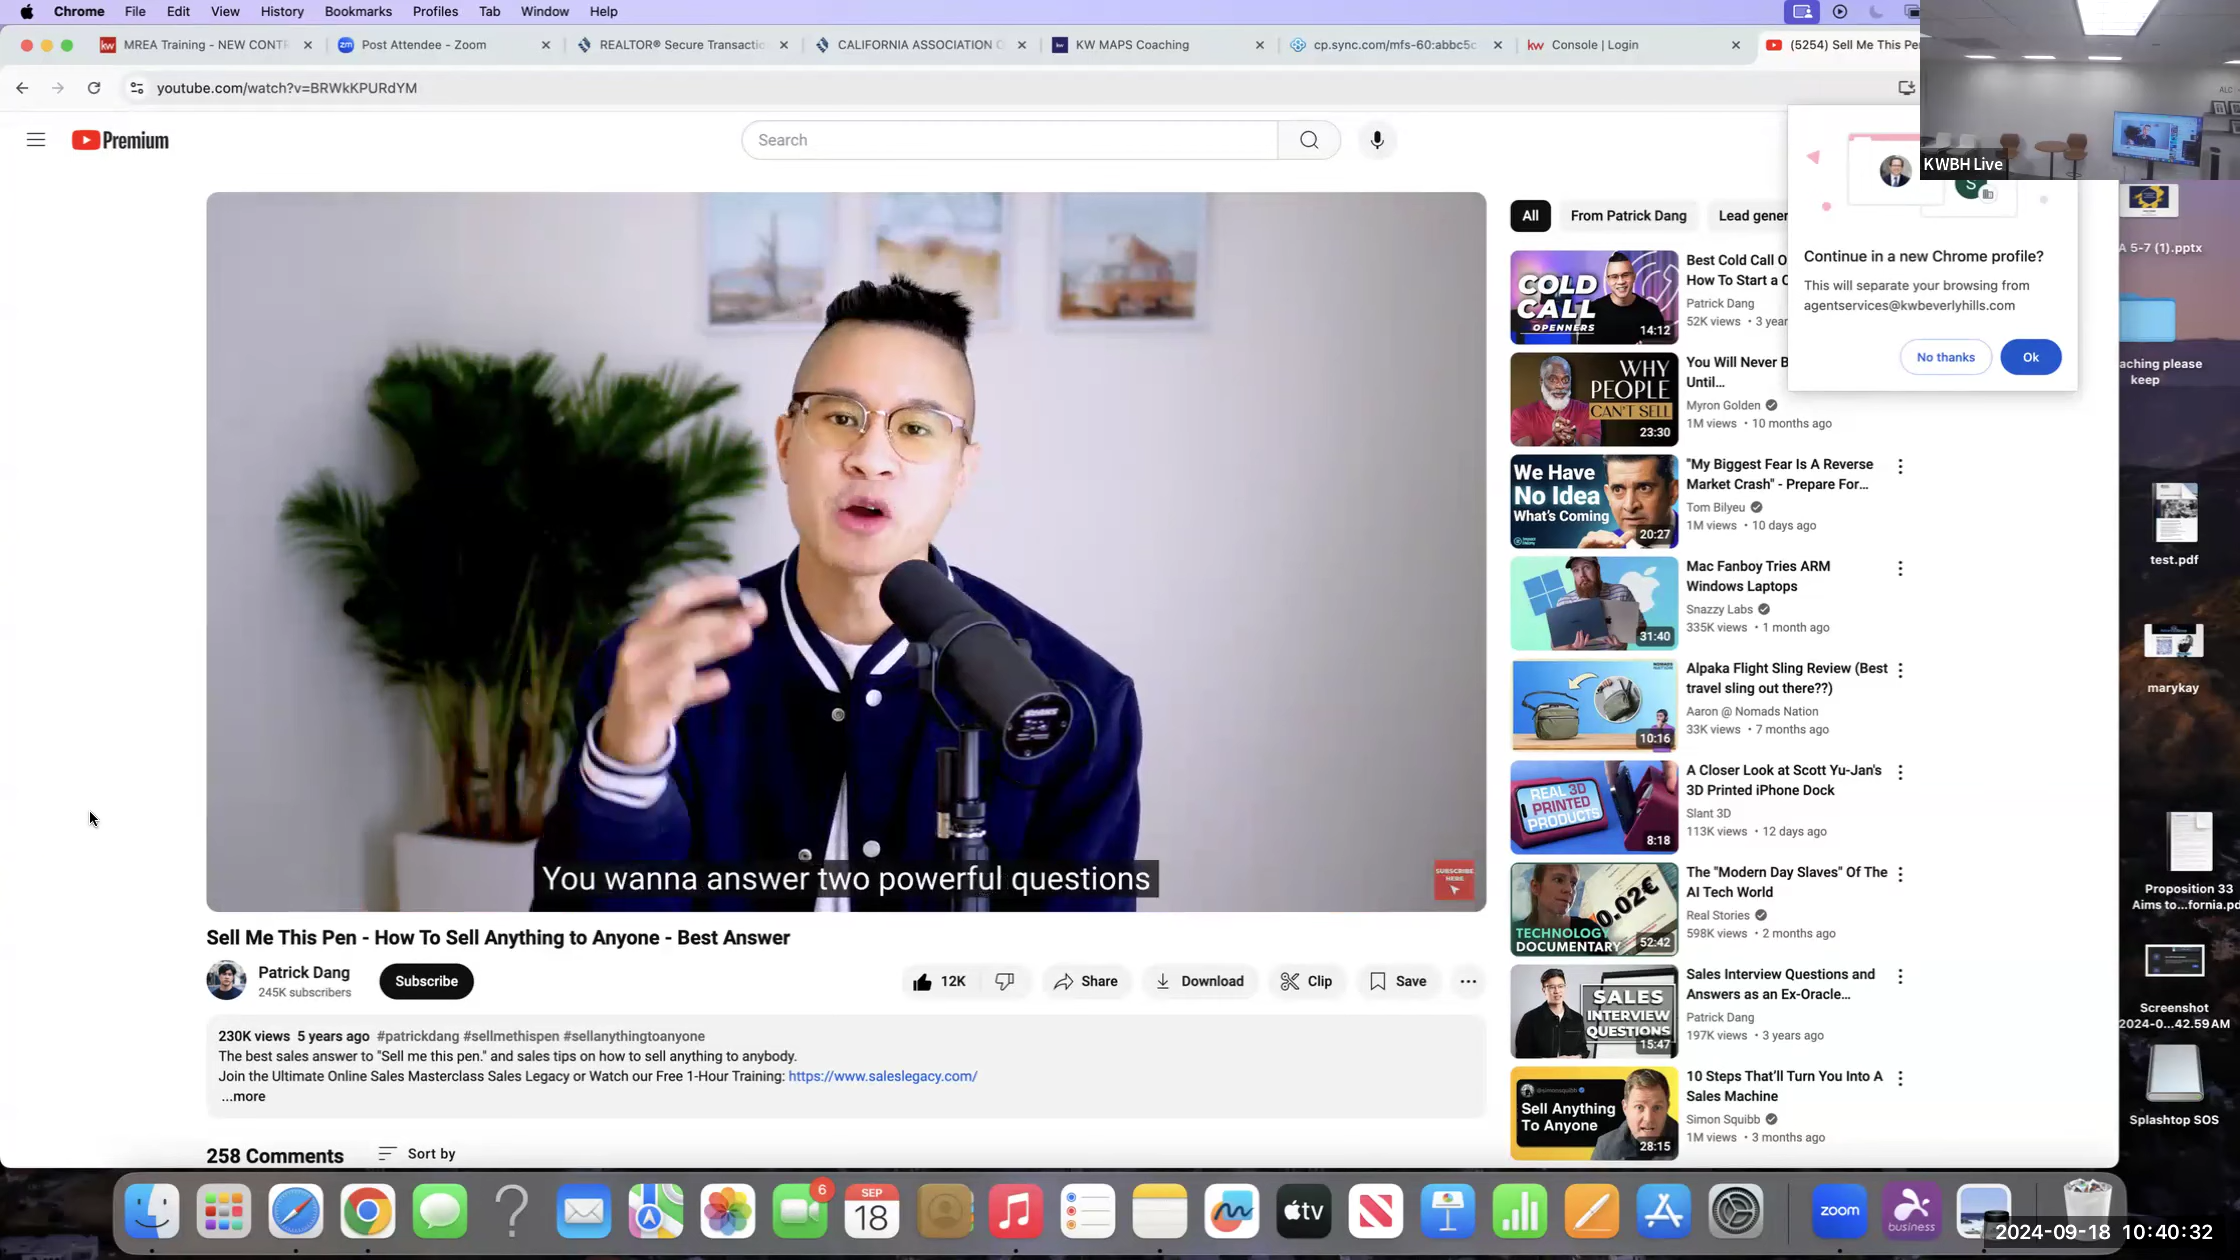 Chrome File Edit View History Bookmarks Profiles Tab Window Help
MREA Training - NEW CONT
Post Attendee - Zoom
REALTOR® Secure Transactio
CALIFORNIA ASSOCIATION O
KW MAPS Coaching
cp.sync.com/mfs-60:abbc5c
Console | Login
(5254) Sell Me This Pe
youtube.com/watch?v=BRWkKPURdYM
Premium
Search
KWBH Live
Continue in a new Chrome profile?
This will separate your browsing from
agentservices@kwbeverlyhills.com
No thanks
Ok
All
From Patrick Dang
Lead gener
COLD
CALL
OPENNERS
14:12
Best Cold Call O
How To Start a C
Patrick Dang
52K views • 3 year
WHY
PEOPLE
CAN'T SELL
23:30
You Will Never B
Until...
Myron Golden
1M views • 10 months ago
We Have
No Idea
What's Coming
20:27
"My Biggest Fear Is A Reverse
Market Crash" - Prepare For...
Tom Bilyeu
1M views • 10 days ago
31:40
Mac Fanboy Tries ARM
Windows Laptops
Snazzy Labs
335K views • 1 month ago
10:16
Alpaka Flight Sling Review (Best
travel sling out there??)
Aaron @ Nomads Nation
33K views • 7 months ago
REAL 3D
PRINTED
PRODUCTS
8:18
A Closer Look at Scott Yu-Jan's
3D Printed iPhone Dock
Slant 3D
113K views • 12 days ago
0.02€
TECHNOLOGY
DOCUMENTARY
52:42
The "Modern Day Slaves" Of The
AI Tech World
Real Stories
598K views • 2 months ago
SALES
INTERVIEW
QUESTIONS
15:47
Sales Interview Questions and
Answers as an Ex-Oracle...
Patrick Dang
197K views • 3 years ago
Sell Anything
To Anyone
28:15
10 Steps That'll Turn You Into A
Sales Machine
Simon Squibb
1M views • 3 months ago
You wanna answer two powerful questions
SUBSCRIBE
HERE
Sell Me This Pen - How To Sell Anything to Anyone - Best Answer
Patrick Dang
245K subscribers
Subscribe
12K
Share
Download
Clip
Save
230K views 5 years ago #patrickdang #sellmethispen #sellanythingtoanyone
The best sales answer to "Sell me this pen." and sales tips on how to sell anything to anybody.
Join the Ultimate Online Sales Masterclass Sales Legacy or Watch our Free 1-Hour Training: https://www.saleslegacy.com/
...more
258 Comments
Sort by
A 5-7 (1).pptx
aching please
keep
test.pdf
marykay
Proposition 33
Aims to...fornia.pd
Screenshot
2024-0...42.59 AM
Splashtop SOS
6
SEP
18
tv
zoom
business
2024-09-18 10:40:32